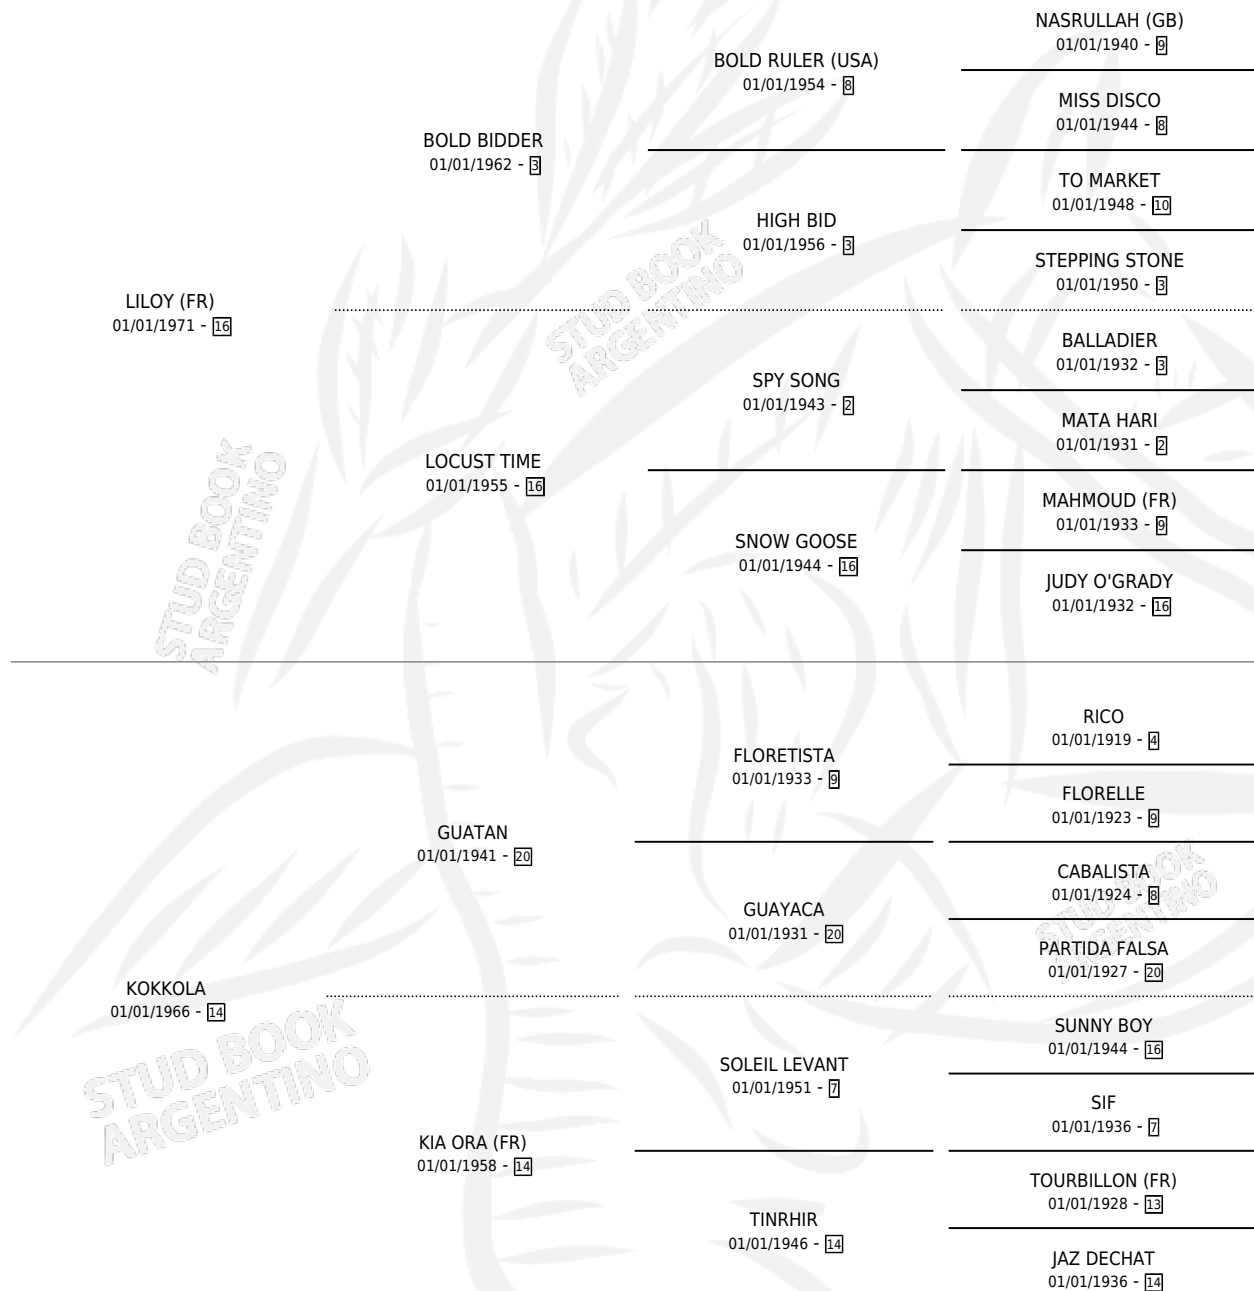 NASRULLAH (GB)
01/01/1940 - 9
BOLD RULER (USA)
01/01/1954 - 8
MISS DISCO
01/01/1944 - 8
BOLD BIDDER
01/01/1962 - 3
TO MARKET
01/01/1948 - 10
HIGH BID
01/01/1956 - 3
STEPPING STONE
01/01/1950 - 3
LILOY (FR)
01/01/1971 - 16
STUD BOOK
ARGENTINO
BALLADIER
01/01/1932 - 3
SPY SONG
01/01/1943 - 2
MATA HARI
01/01/1931 - 2
LOCUST TIME
01/01/1955 - 16
STUD BOOK
ARGENTINO
MAHMOUD (FR)
01/01/1933 - 9
SNOW GOOSE
01/01/1944 - 16
JUDY O'GRADY
01/01/1932 - 16
RICO
01/01/1919 - 4
FLORETISTA
01/01/1933 - 9
FLORELLE
01/01/1923 - 9
GUATAN
01/01/1941 - 20
CABALISTA
01/01/1924 - 8
STUD BOOK
ARGENTINO
GUAYACA
01/01/1931 - 20
PARTIDA FALSA
01/01/1927 - 20
KOKKOLA
01/01/1966 - 14
STUD BOOK
ARGENTINO
SUNNY BOY
01/01/1944 - 16
SOLEIL LEVANT
01/01/1951 - 7
SIF
01/01/1936 - 7
KIA ORA (FR)
01/01/1958 - 14
TOURBILLON (FR)
01/01/1928 - 13
TINRHIR
01/01/1946 - 14
JAZ DECHAT
01/01/1936 - 14